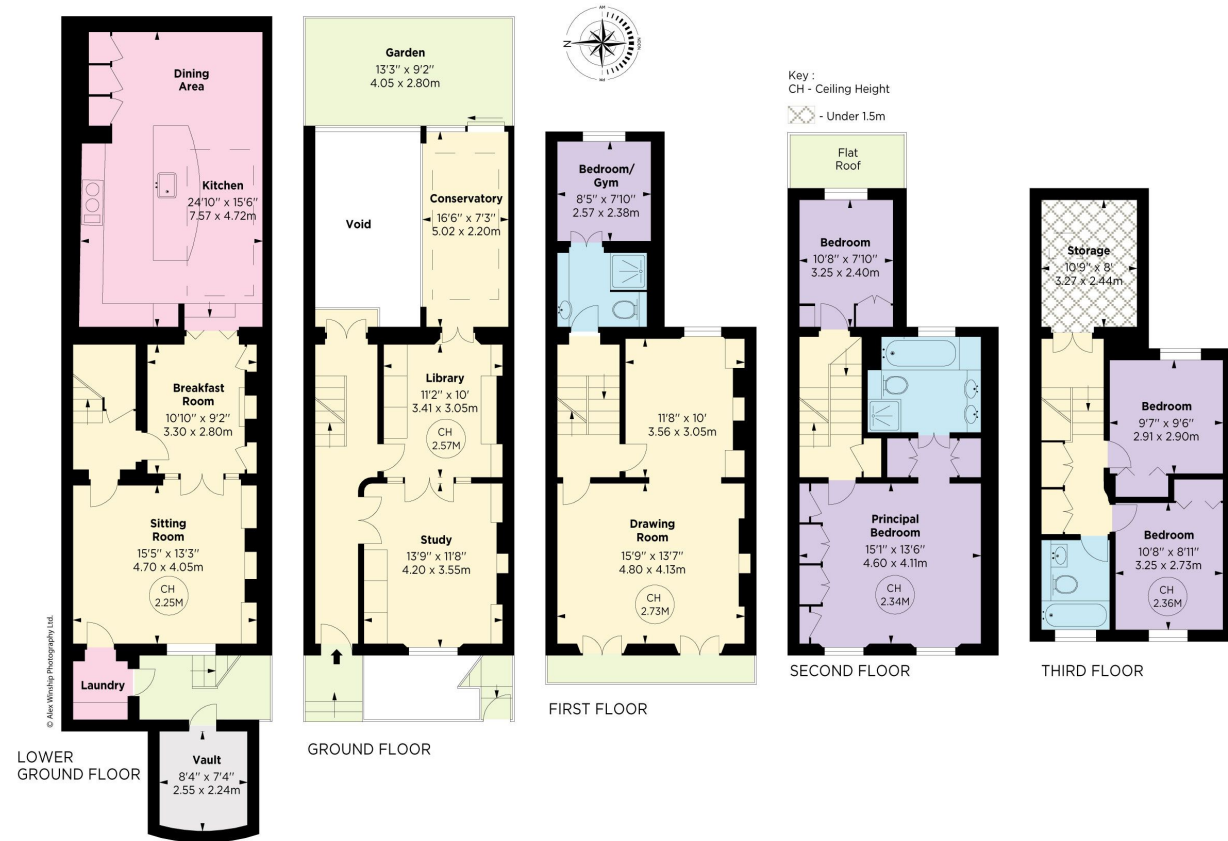 Dining
Area
Kitchen
24'10" x 15'6"
7.57 x 4.72m
Breakfast
Room
10'10" x 9'2"
3.30 x 2.80m
Sitting
Room
15'5" x 13'3"
4.70 x 4.05m
CH
2.25M
Laundry
Vault
8'4" x 7'4"
2.55 x 2.24m
© Alex Winship Photography Ltd.
LOWER
GROUND FLOOR
Garden
13'3" x 9'2"
4.05 x 2.80m
Void
Conservatory
16'6" x 7'3"
5.02 x 2.20m
Library
11'2" x 10'
3.41 x 3.05m
CH
2.57M
Study
13'9" x 11'8"
4.20 x 3.55m
GROUND FLOOR
AM
N
NOON
PM
Bedroom/
Gym
8'5" x 7'10"
2.57 x 2.38m
11'8" x 10'
3.56 x 3.05m
Drawing
Room
15'9" x 13'7"
4.80 x 4.13m
CH
2.73M
FIRST FLOOR
Key :
CH - Ceiling Height
- Under 1.5m
Flat
Roof
Bedroom
10'8" x 7'10"
3.25 x 2.40m
Principal
Bedroom
15'1" x 13'6"
4.60 x 4.11m
CH
2.34M
SECOND FLOOR
Storage
10'9" x 8'
3.27 x 2.44m
Bedroom
9'7" x 9'6"
2.91 x 2.90m
Bedroom
10'8" x 8'11"
3.25 x 2.73m
CH
2.36M
THIRD FLOOR